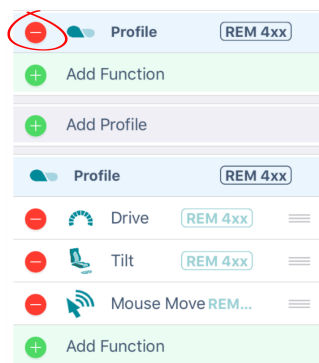 Profile REM 4xx
Add Function
Add Profile
Profile REM 4xx
Drive REM 4xx
Tilt REM 4xx
Mouse Move REM...
Add Function